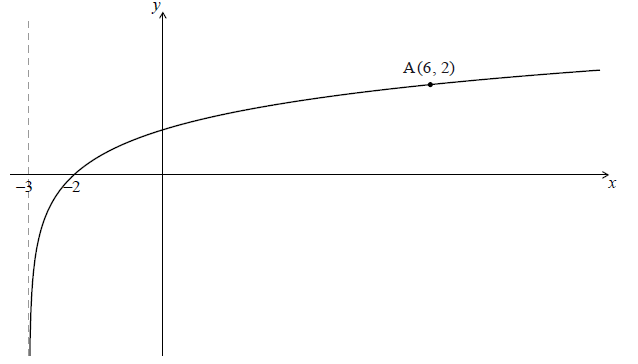 y
A(6, 2)
–3 –2 x